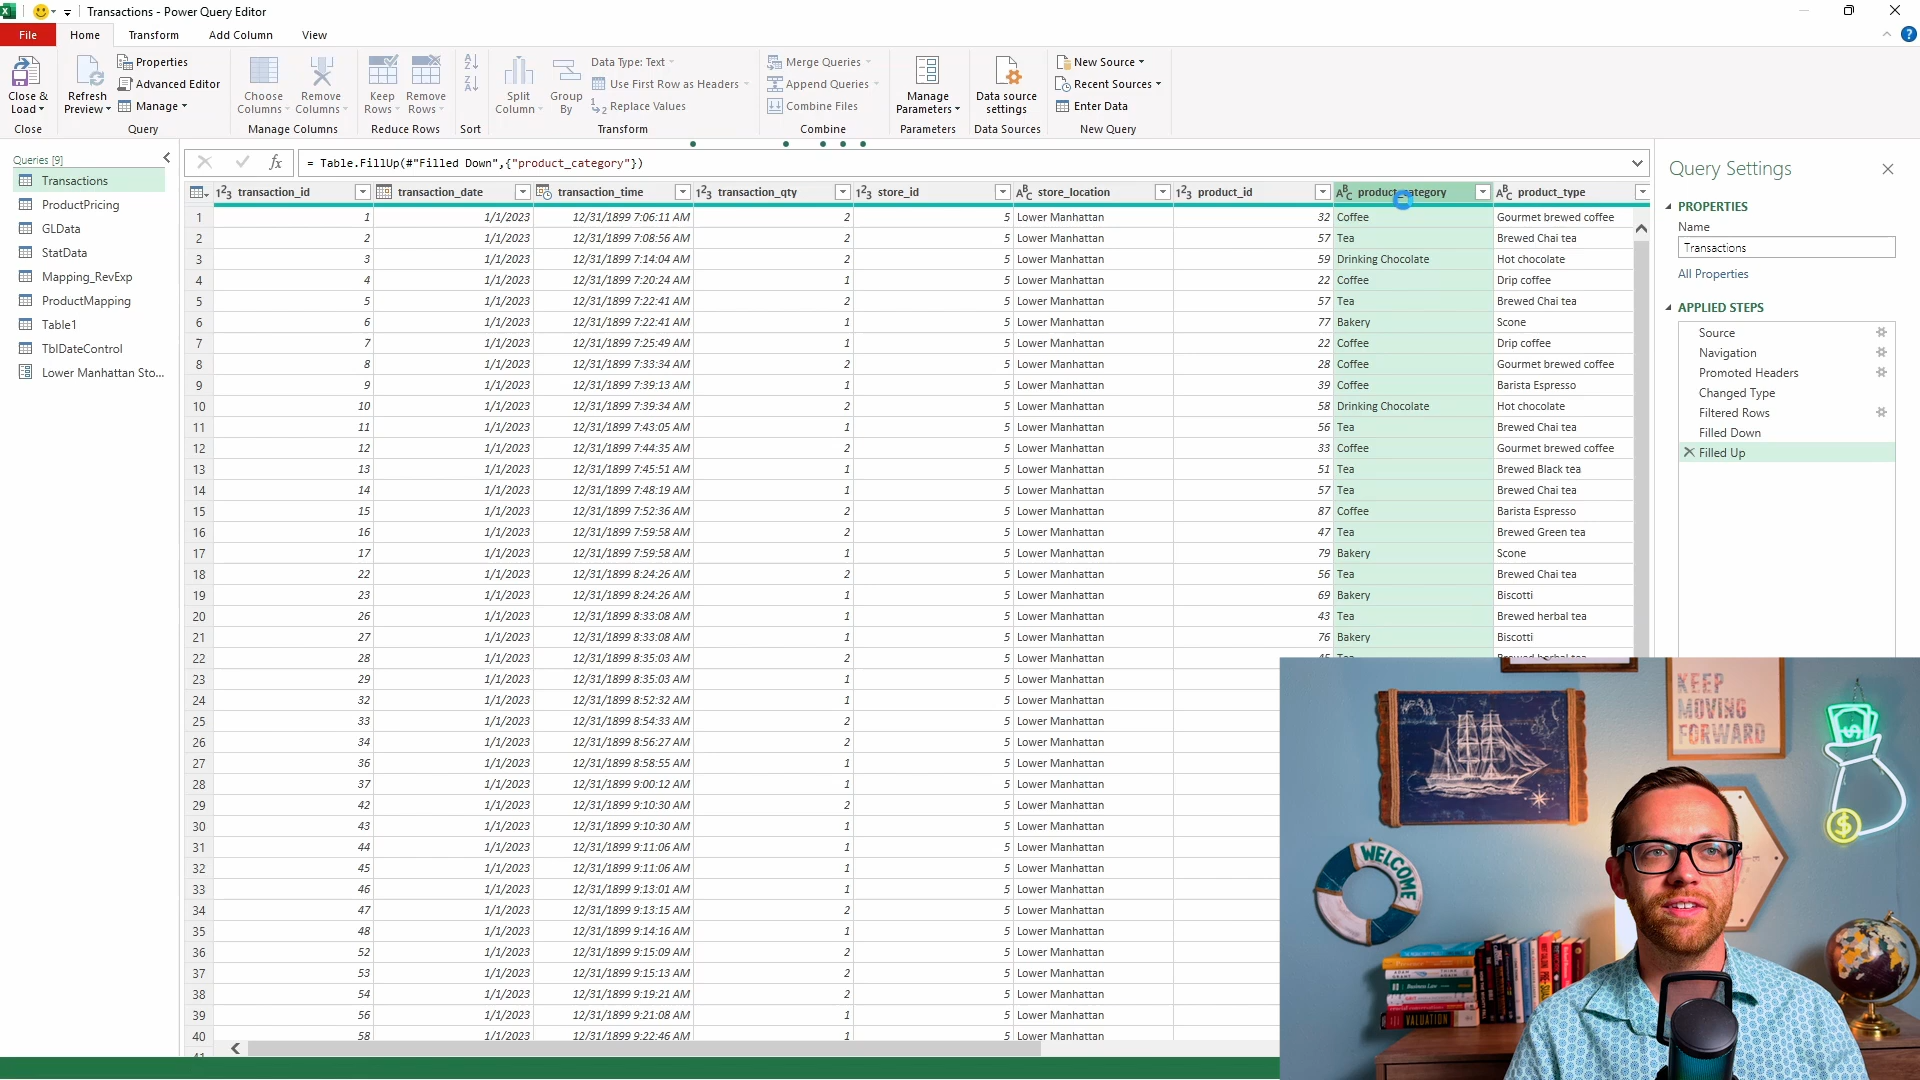 Transactions - Power Query Editor
File Home Transform Add Column View
Close & Load
Close
Refresh Preview
Properties
Advanced Editor
Manage
Query
Choose Columns
Remove Columns
Manage Columns
Keep Rows
Remove Rows
Reduce Rows
Sort
Split Column
Group By
Data Type: Text
Use First Row as Headers
Replace Values
Transform
Merge Queries
Append Queries
Combine Files
Combine
Manage Parameters
Parameters
Data source settings
Data Sources
New Source
Recent Sources
Enter Data
New Query
Queries [9]
Transactions
ProductPricing
GLData
StatData
Mapping_RevExp
ProductMapping
Table1
TblDateControl
Lower Manhattan Sto...
fx = Table.FillUp(#"Filled Down",{"product_category"})
transaction_id transaction_date transaction_time transaction_qty store_id store_location product_id product_category product_type
1 1 1/1/2023 12/31/1899 7:06:11 AM 2 5 Lower Manhattan 32 Coffee Gourmet brewed coffee
2 2 1/1/2023 12/31/1899 7:08:56 AM 2 5 Lower Manhattan 57 Tea Brewed Chai tea
3 3 1/1/2023 12/31/1899 7:14:04 AM 2 5 Lower Manhattan 59 Drinking Chocolate Hot chocolate
4 4 1/1/2023 12/31/1899 7:20:24 AM 1 5 Lower Manhattan 22 Coffee Drip coffee
5 5 1/1/2023 12/31/1899 7:22:41 AM 2 5 Lower Manhattan 57 Tea Brewed Chai tea
6 6 1/1/2023 12/31/1899 7:22:41 AM 1 5 Lower Manhattan 77 Bakery Scone
7 7 1/1/2023 12/31/1899 7:25:49 AM 1 5 Lower Manhattan 22 Coffee Drip coffee
8 8 1/1/2023 12/31/1899 7:33:34 AM 2 5 Lower Manhattan 28 Coffee Gourmet brewed coffee
9 9 1/1/2023 12/31/1899 7:39:13 AM 1 5 Lower Manhattan 39 Coffee Barista Espresso
10 10 1/1/2023 12/31/1899 7:39:34 AM 2 5 Lower Manhattan 58 Drinking Chocolate Hot chocolate
11 11 1/1/2023 12/31/1899 7:43:05 AM 1 5 Lower Manhattan 56 Tea Brewed Chai tea
12 12 1/1/2023 12/31/1899 7:44:35 AM 2 5 Lower Manhattan 33 Coffee Gourmet brewed coffee
13 13 1/1/2023 12/31/1899 7:45:51 AM 1 5 Lower Manhattan 51 Tea Brewed Black tea
14 14 1/1/2023 12/31/1899 7:48:19 AM 1 5 Lower Manhattan 57 Tea Brewed Chai tea
15 15 1/1/2023 12/31/1899 7:52:36 AM 2 5 Lower Manhattan 87 Coffee Barista Espresso
16 16 1/1/2023 12/31/1899 7:59:58 AM 2 5 Lower Manhattan 47 Tea Brewed Green tea
17 17 1/1/2023 12/31/1899 7:59:58 AM 1 5 Lower Manhattan 79 Bakery Scone
18 22 1/1/2023 12/31/1899 8:24:26 AM 2 5 Lower Manhattan 56 Tea Brewed Chai tea
19 23 1/1/2023 12/31/1899 8:24:26 AM 1 5 Lower Manhattan 69 Bakery Biscotti
20 26 1/1/2023 12/31/1899 8:33:08 AM 1 5 Lower Manhattan 43 Tea Brewed herbal tea
21 27 1/1/2023 12/31/1899 8:33:08 AM 1 5 Lower Manhattan 76 Bakery Biscotti
22 28 1/1/2023 12/31/1899 8:35:03 AM 2 5 Lower Manhattan
23 29 1/1/2023 12/31/1899 8:35:03 AM 1 5 Lower Manhattan
24 32 1/1/2023 12/31/1899 8:52:32 AM 1 5 Lower Manhattan
25 33 1/1/2023 12/31/1899 8:54:33 AM 2 5 Lower Manhattan
26 34 1/1/2023 12/31/1899 8:56:27 AM 2 5 Lower Manhattan
27 36 1/1/2023 12/31/1899 8:58:55 AM 1 5 Lower Manhattan
28 37 1/1/2023 12/31/1899 9:00:12 AM 1 5 Lower Manhattan
29 42 1/1/2023 12/31/1899 9:10:30 AM 2 5 Lower Manhattan
30 43 1/1/2023 12/31/1899 9:10:30 AM 1 5 Lower Manhattan
31 44 1/1/2023 12/31/1899 9:11:06 AM 1 5 Lower Manhattan
32 45 1/1/2023 12/31/1899 9:11:06 AM 1 5 Lower Manhattan
33 46 1/1/2023 12/31/1899 9:13:01 AM 1 5 Lower Manhattan
34 47 1/1/2023 12/31/1899 9:13:15 AM 2 5 Lower Manhattan
35 48 1/1/2023 12/31/1899 9:14:16 AM 1 5 Lower Manhattan
36 52 1/1/2023 12/31/1899 9:15:09 AM 2 5 Lower Manhattan
37 53 1/1/2023 12/31/1899 9:15:13 AM 2 5 Lower Manhattan
38 54 1/1/2023 12/31/1899 9:19:21 AM 2 5 Lower Manhattan
39 56 1/1/2023 12/31/1899 9:21:08 AM 1 5 Lower Manhattan
40 58 1/1/2023 12/31/1899 9:22:46 AM 1 5 Lower Manhattan
Query Settings
PROPERTIES
Name
Transactions
All Properties
APPLIED STEPS
Source
Navigation
Promoted Headers
Changed Type
Filtered Rows
Filled Down
Filled Up
KEEP
MOVING
FORWARD
WELCOME
VALUATION